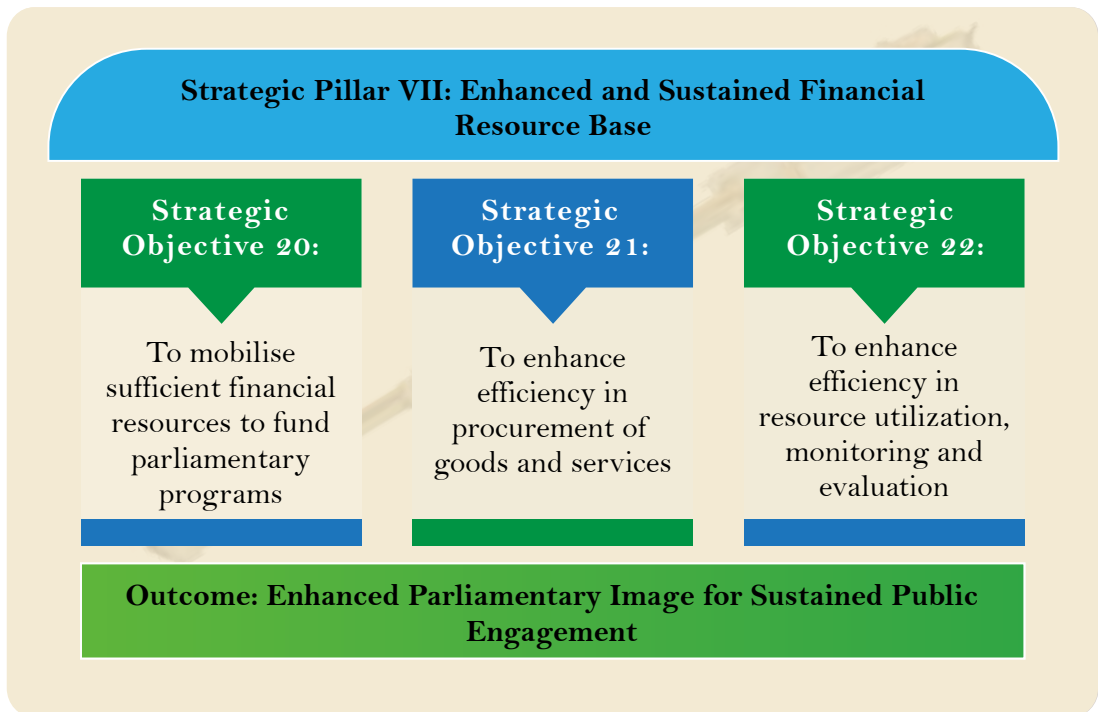 Strategic Pillar VII: Enhanced and Sustained Financial
Resource Base
Strategic
Objective 20:
To mobilise
sufficient financial
resources to fund
parliamentary
programs
Strategic
Objective 21:
To enhance
efficiency in
procurement of
goods and services
Strategic
Objective 22:
To enhance
efficiency in
resource utilization,
monitoring and
evaluation
Outcome: Enhanced Parliamentary Image for Sustained Public
Engagement